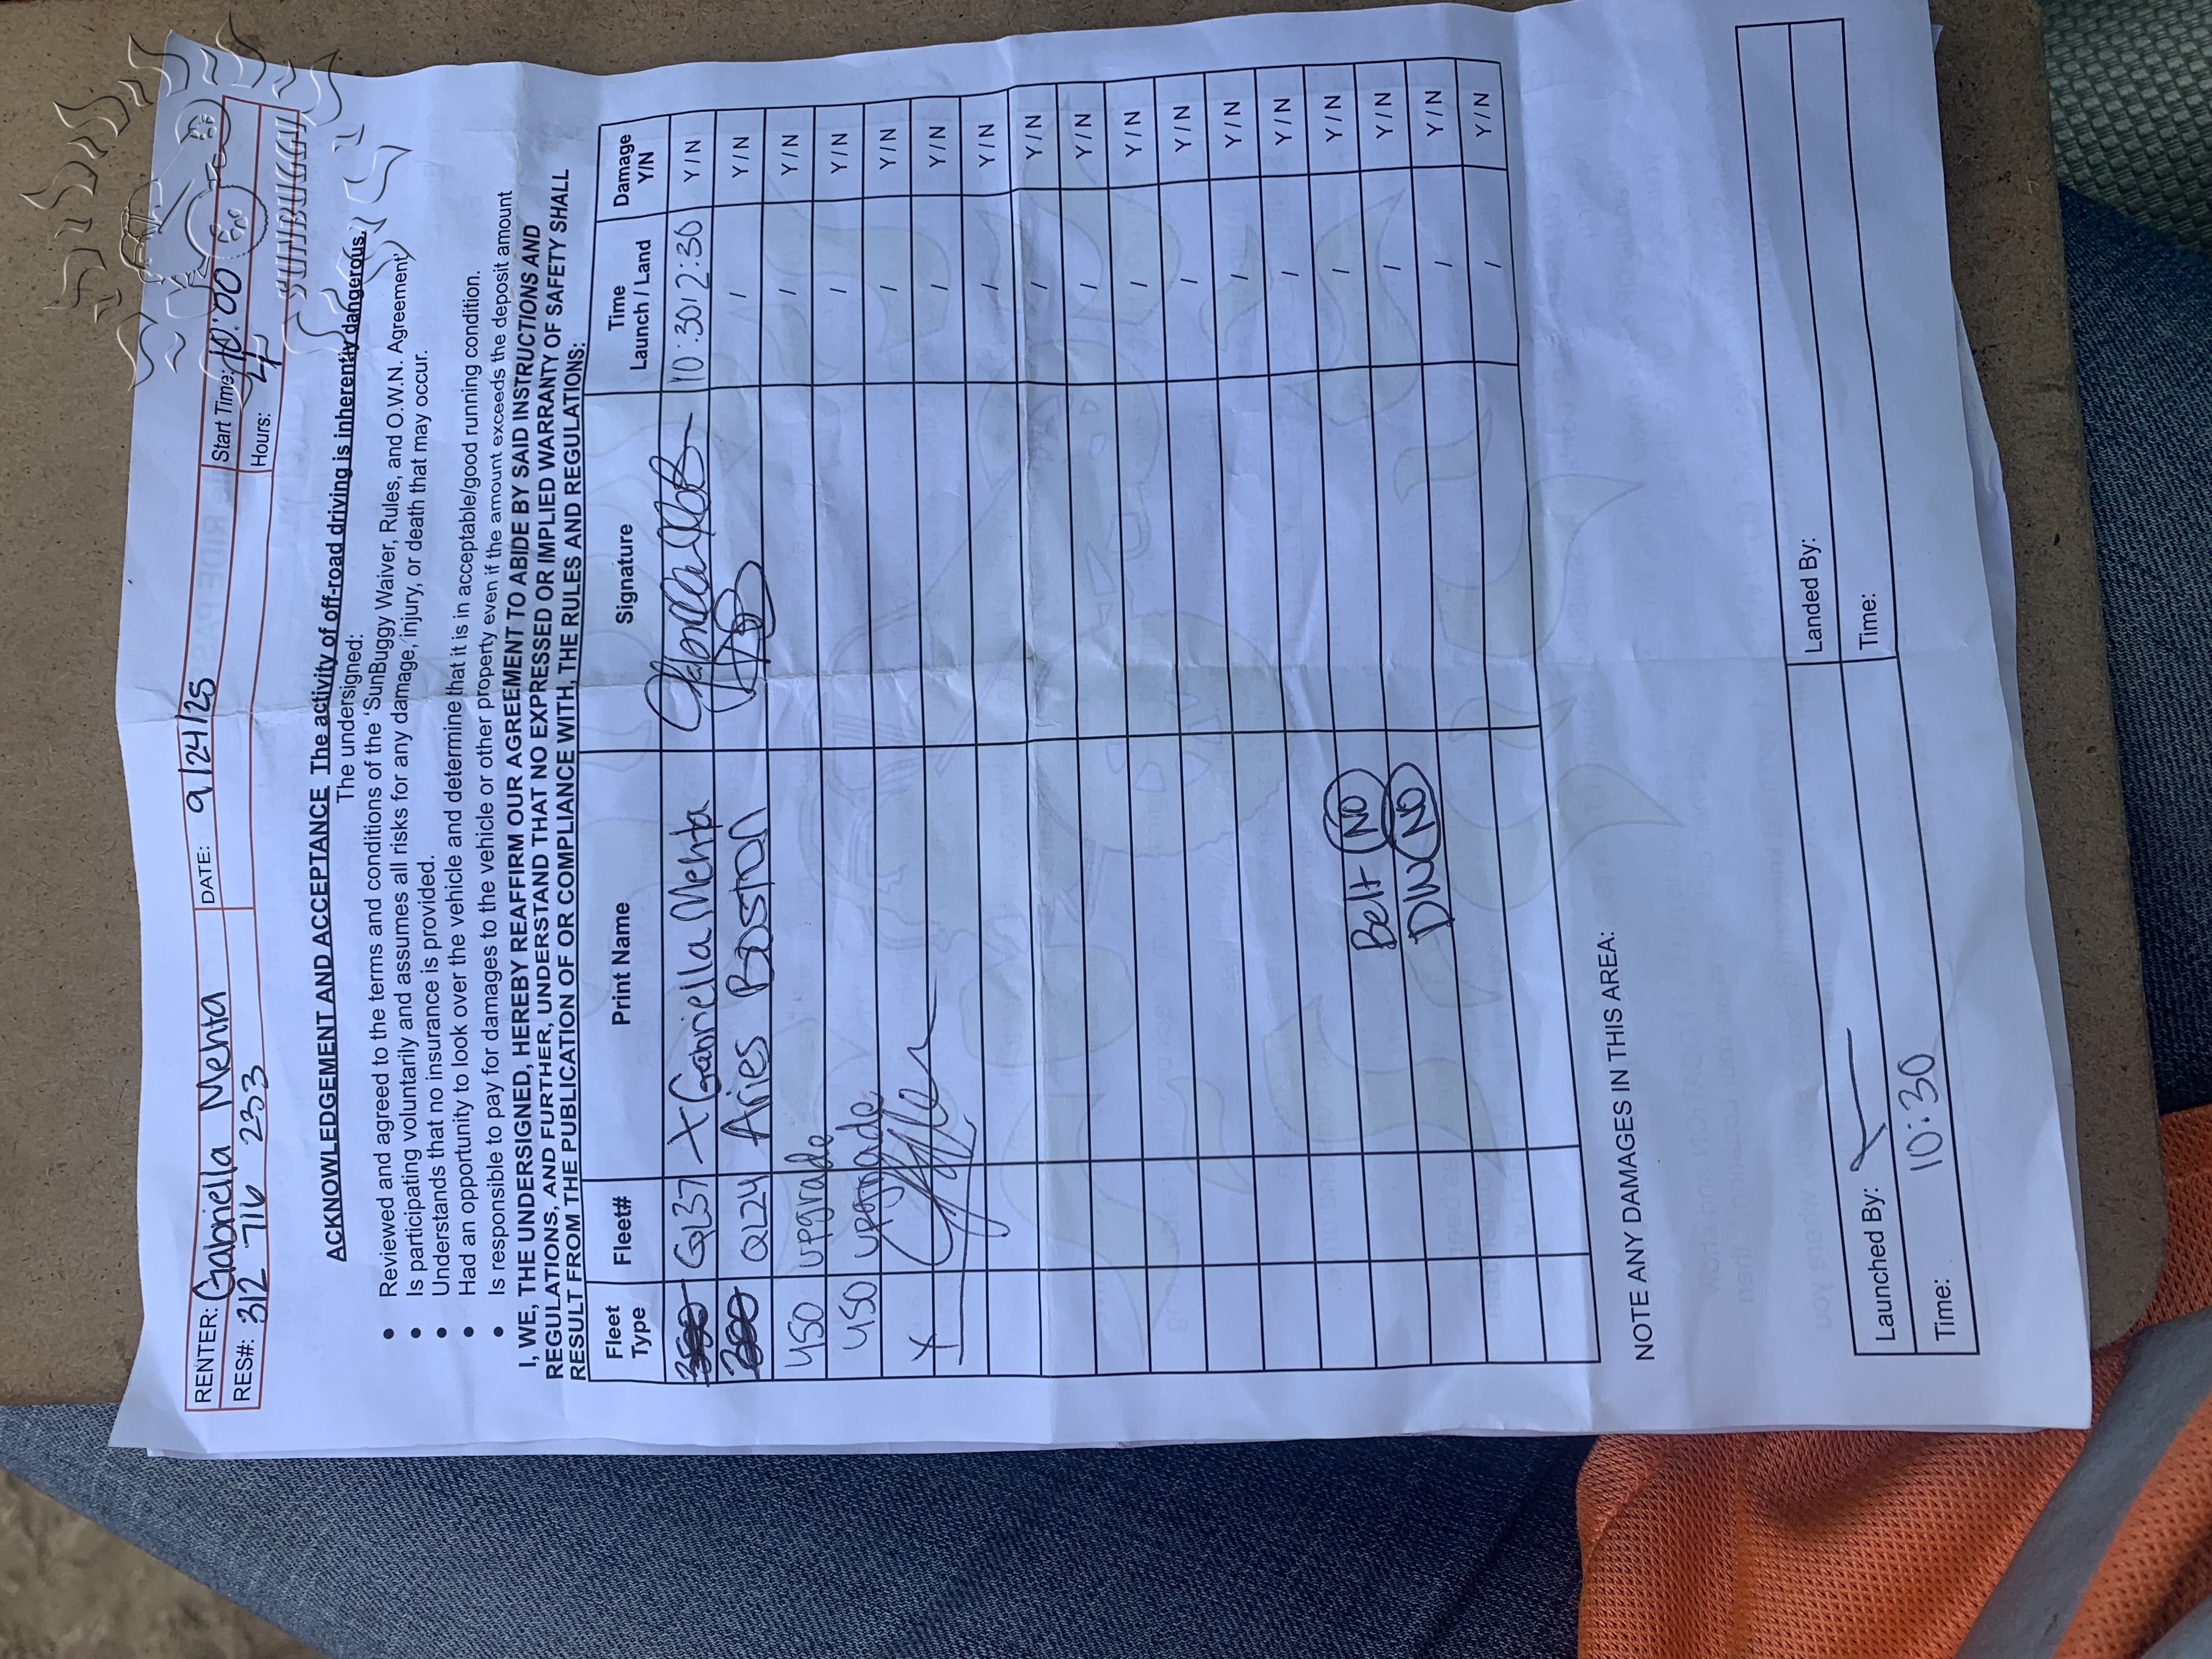 RENTER: Gabriella Mehta DATE: 9/24/25 Start Time: 10:00
RES#: 312 716 233 Hours: 4
SUNBUGGY
ACKNOWLEDGEMENT AND ACCEPTANCE The activity of off-road driving is inherently dangerous.
The undersigned:
• Reviewed and agreed to the terms and conditions of the 'SunBuggy Waiver, Rules, and O.W.N. Agreement'
• Is participating voluntarily and assumes all risks for any damage, injury, or death that may occur.
• Understands that no insurance is provided.
• Had an opportunity to look over the vehicle and determine that it is in acceptable/good running condition.
• Is responsible to pay for damages to the vehicle or other property even if the amount exceeds the deposit amount
I, WE, THE UNDERSIGNED, HEREBY REAFFIRM OUR AGREEMENT TO ABIDE BY SAID INSTRUCTIONS AND
REGULATIONS, AND FURTHER, UNDERSTAND THAT NO EXPRESSED OR IMPLIED WARRANTY OF SAFETY SHALL
RESULT FROM THE PUBLICATION OF OR COMPLIANCE WITH, THE RULES AND REGULATIONS:
Fleet Type Fleet# Print Name Signature Time Launch / Land Damage Y/N
QL37 X Gabriella Mehta 10:30/2:30 Y / N
QL24 Aries Boston / Y / N
450 upgrade / Y / N
450 upgrade / Y / N
X / Y / N
/ Y / N
/ Y / N
/ Y / N
/ Y / N
/ Y / N
/ Y / N
/ Y / N
/ Y / N
Belt NO / Y / N
DW NO / Y / N
/ Y / N
/ Y / N
NOTE ANY DAMAGES IN THIS AREA:
Launched By: Landed By:
Time: 10:30 Time: